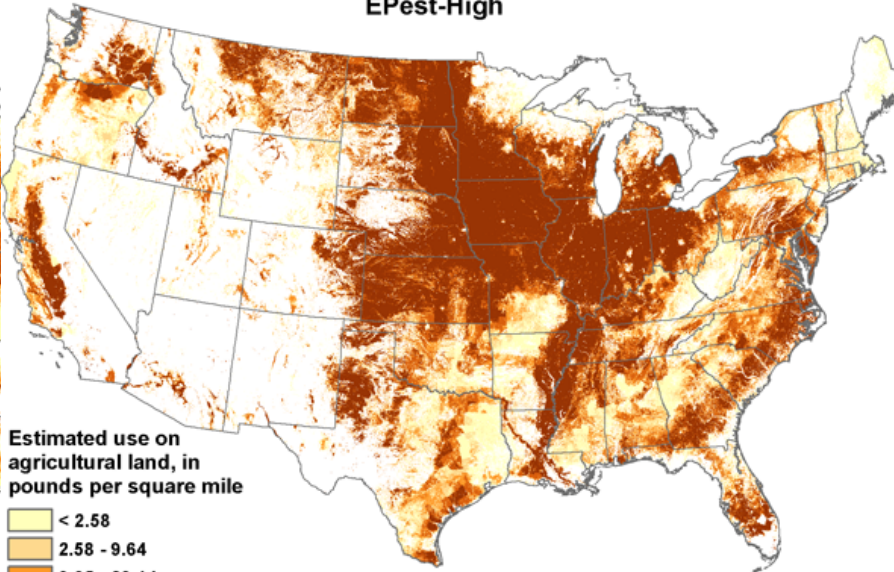 EPest-High
Estimated use on
agricultural land, in
pounds per square mile
< 2.58
2.58 - 9.64